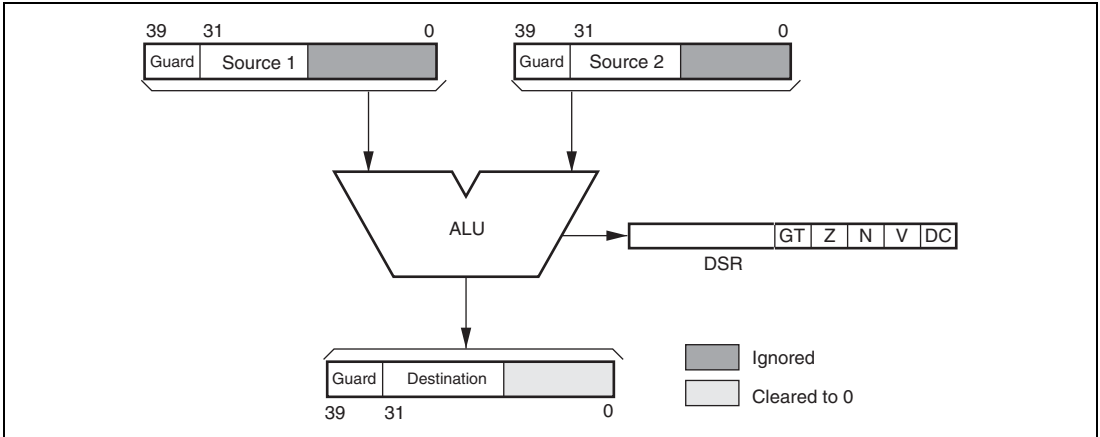 39 31 0 39 31 0
Guard Source 1 Guard Source 2
ALU
GT Z N V DC
DSR
Ignored
Guard Destination
Cleared to 0
39 31 0